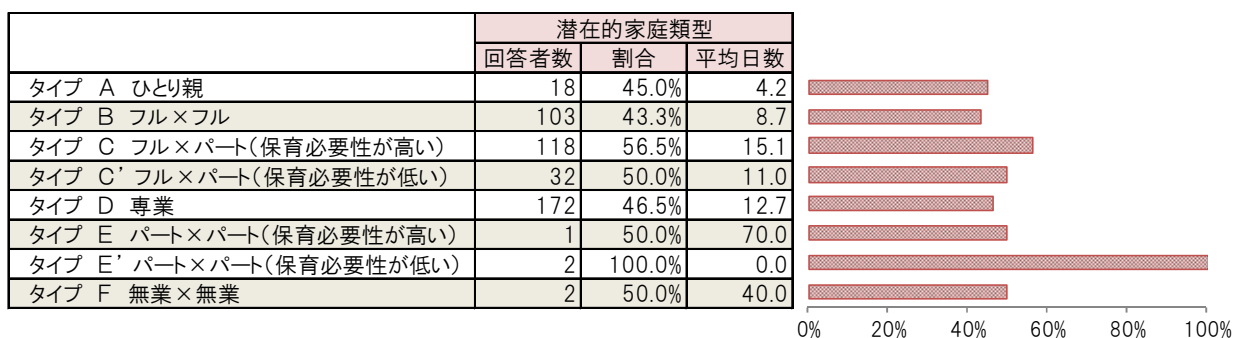 潜在的家庭類型
回答者数 割合 平均日数
タイプ A ひとり親 18 45.0% 4.2
タイプ B フル×フル 103 43.3% 8.7
タイプ C フル×パート(保育必要性が高い) 118 56.5% 15.1
タイプ C’ フル×パート(保育必要性が低い) 32 50.0% 11.0
タイプ D 専業 172 46.5% 12.7
タイプ E パート×パート(保育必要性が高い) 1 50.0% 70.0
タイプ E’ パート×パート(保育必要性が低い) 2 100.0% 0.0
タイプ F 無業×無業 2 50.0% 40.0
0% 20% 40% 60% 80% 100%